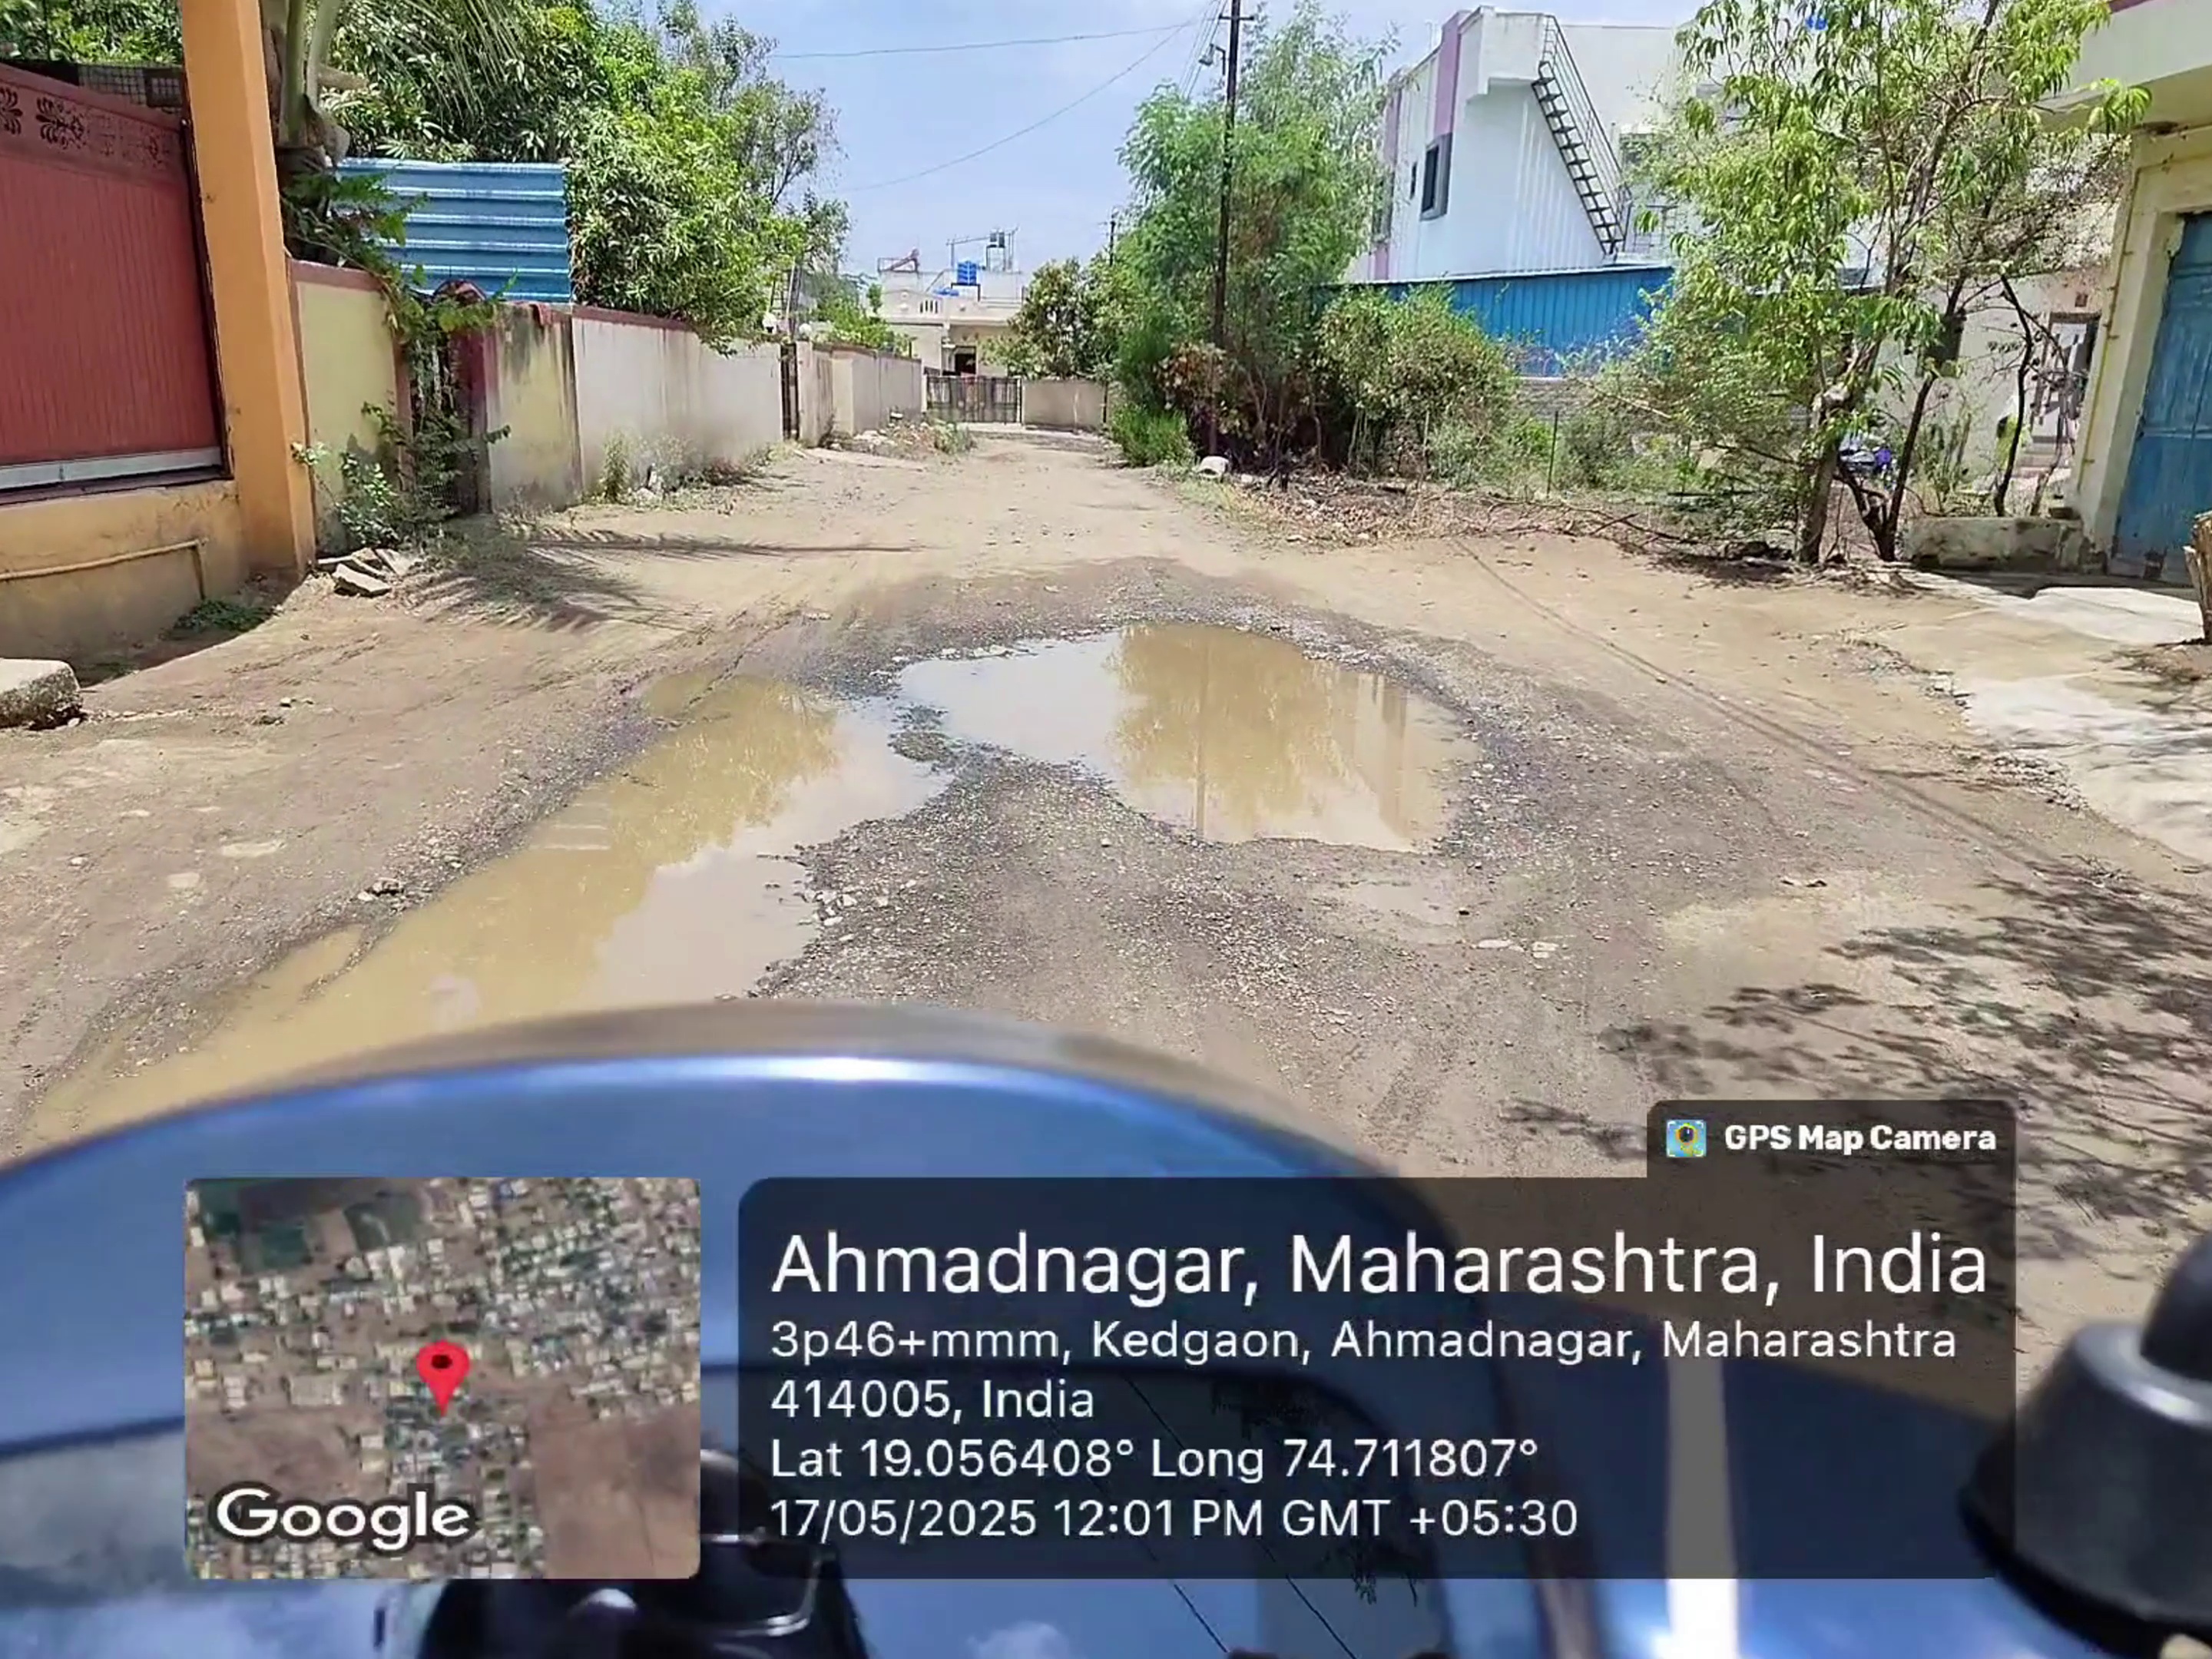 GPS Map Camera
Ahmadnagar, Maharashtra, India
3p46+mmm, Kedgaon, Ahmadnagar, Maharashtra
414005, India
Lat 19.056408° Long 74.711807°
17/05/2025 12:01 PM GMT +05:30
Google